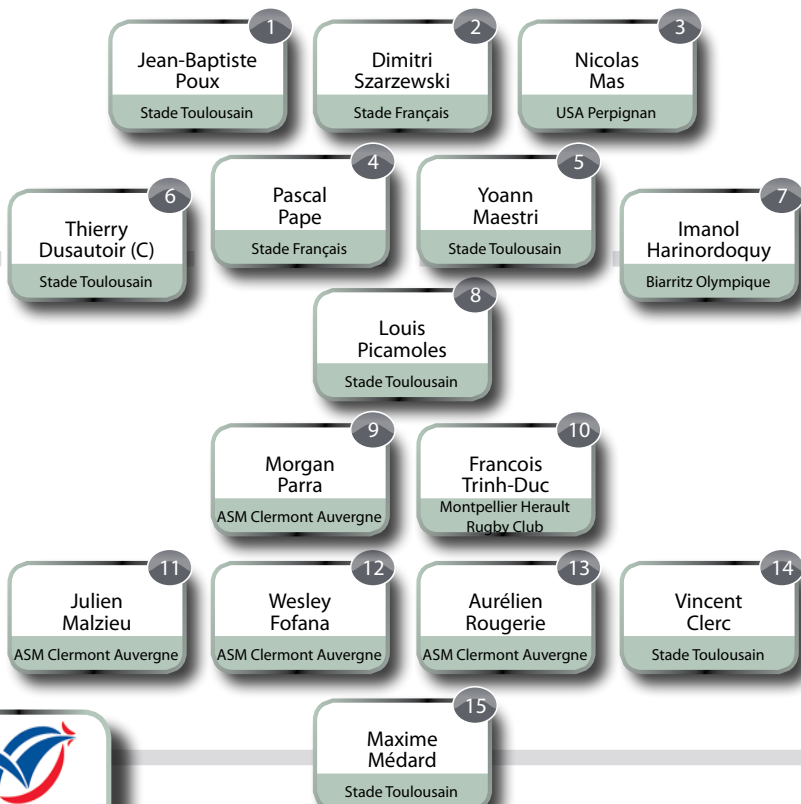 1
Jean-Baptiste
Poux
Stade Toulousain
2
Dimitri
Szarzewski
Stade Français
3
Nicolas
Mas
USA Perpignan
4
Pascal
Pape
Stade Français
5
Yoann
Maestri
Stade Toulousain
6
Thierry
Dusautoir (C)
Stade Toulousain
7
Imanol
Harinordoquy
Biarritz Olympique
8
Louis
Picamoles
Stade Toulousain
9
Morgan
Parra
ASM Clermont Auvergne
10
Francois
Trinh-Duc
Montpellier Herault
Rugby Club
11
Julien
Malzieu
ASM Clermont Auvergne
12
Wesley
Fofana
ASM Clermont Auvergne
13
Aurélien
Rougerie
ASM Clermont Auvergne
14
Vincent
Clerc
Stade Toulousain
15
Maxime
Médard
Stade Toulousain